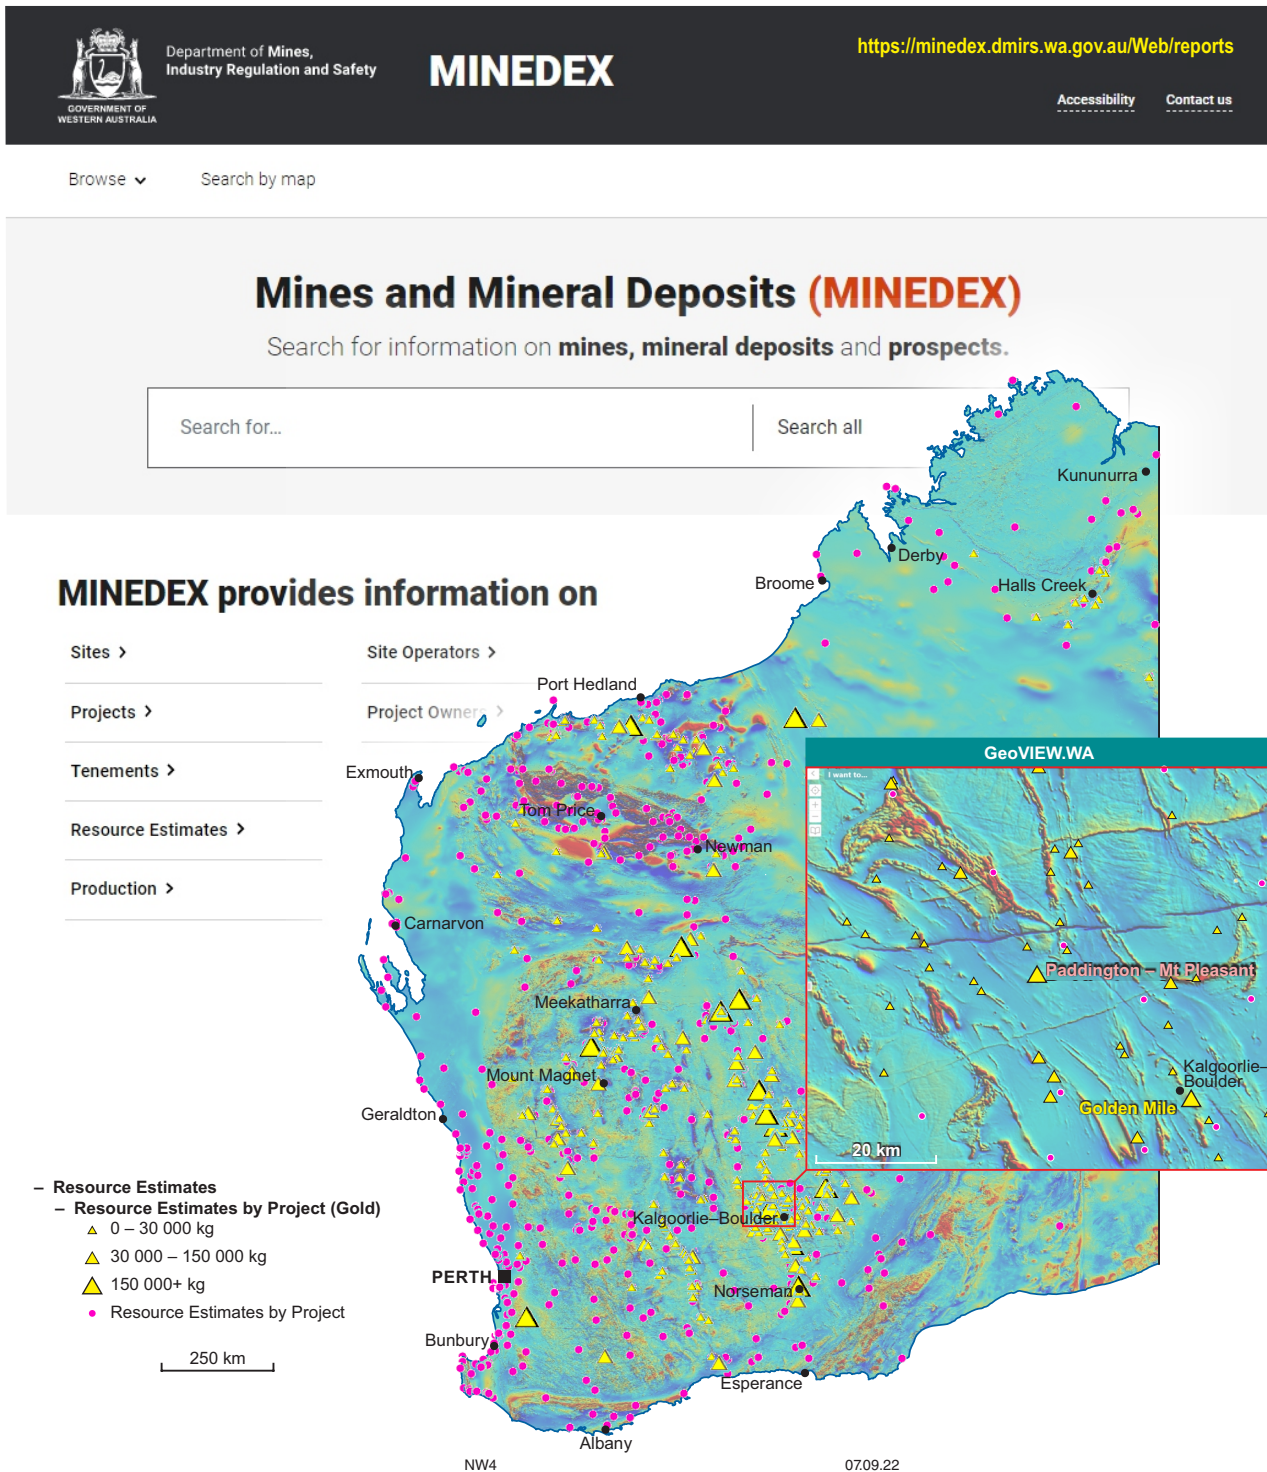 Department of Mines,
Industry Regulation and Safety
GOVERNMENT OF
WESTERN AUSTRALIA
MINEDEX
https://minedex.dmirs.wa.gov.au/Web/reports
Accessibility
Contact us
Browse
Search by map
Mines and Mineral Deposits (MINEDEX)
Search for information on mines, mineral deposits and prospects.
Search for...
Search all
MINEDEX provides information on
Sites >
Site Operators >
Projects >
Project Owners >
Tenements >
Resource Estimates >
Production >
Kununurra
Derby
Broome
Halls Creek
Port Hedland
Exmouth
Tom Price
Newman
Carnarvon
Meekatharra
Mount Magnet
Geraldton
Kalgoorlie–Boulder
PERTH
Norseman
Bunbury
Esperance
Albany
GeoVIEW.WA
I want to...
Paddington – Mt Pleasant
Kalgoorlie–
Boulder
Golden Mile
20 km
– Resource Estimates
– Resource Estimates by Project (Gold)
0 – 30 000 kg
30 000 – 150 000 kg
150 000+ kg
Resource Estimates by Project
250 km
NW4
07.09.22